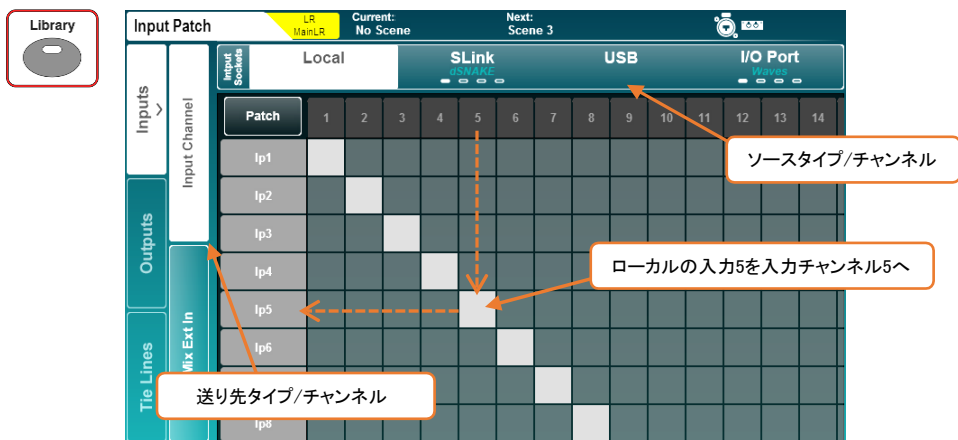 Library
Input Patch
LR
MainLR
Current:
No Scene
Next:
Scene 3
Inputs
Outputs
Tie Lines
Input Channel
Mix Ext In
Intput
Sockets
Local
SLink
dSNAKE
USB
I/O Port
Waves
Patch 1 2 3 4 5 6 7 8 9 10 11 12 13 14
Ip1
Ip2
Ip3
Ip4
Ip5
Ip6
Ip8
ソースタイプ/チャンネル
ローカルの入力5を入力チャンネル5へ
送り先タイプ/チャンネル